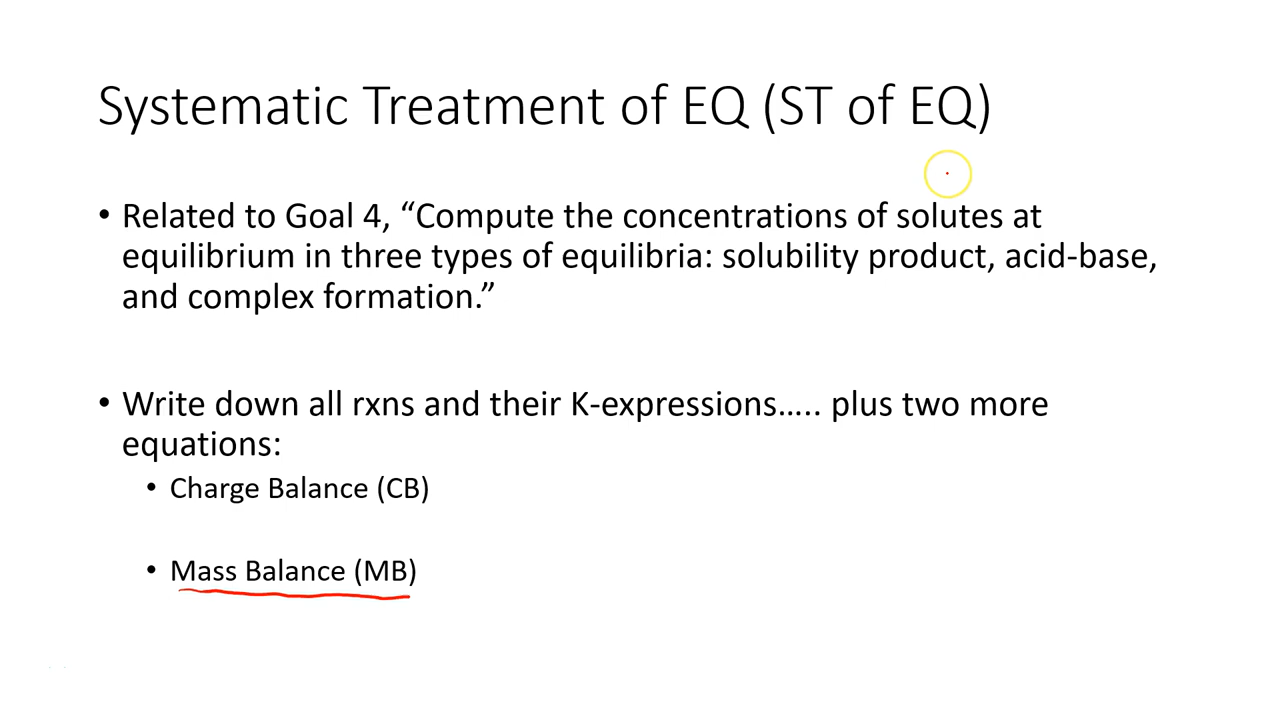 Systematic Treatment of EQ (ST of EQ)
• Related to Goal 4, “Compute the concentrations of solutes at
equilibrium in three types of equilibria: solubility product, acid-base,
and complex formation.”
• Write down all rxns and their K-expressions..... plus two more
equations:
• Charge Balance (CB)
• Mass Balance (MB)